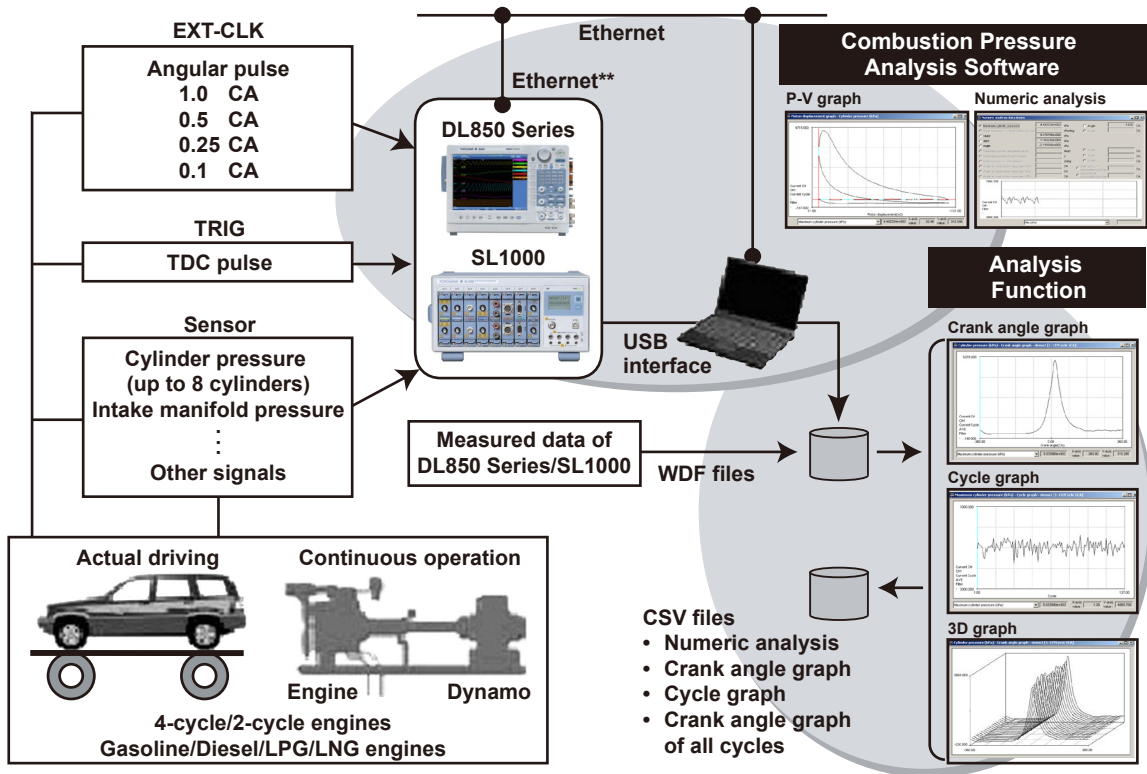 EXT-CLK
Angular pulse
1.0 CA
0.5 CA
0.25 CA
0.1 CA
TRIG
TDC pulse
Sensor
Cylinder pressure
(up to 8 cylinders)
Intake manifold pressure
:
:
Other signals
Actual driving
Continuous operation
Engine
Dynamo
4-cycle/2-cycle engines
Gasoline/Diesel/LPG/LNG engines
Ethernet
Ethernet**
DL850 Series
SL1000
USB
interface
Measured data of
DL850 Series/SL1000
WDF files
CSV files
• Numeric analysis
• Crank angle graph
• Cycle graph
• Crank angle graph
of all cycles
Combustion Pressure
Analysis Software
P-V graph
Numeric analysis
Analysis
Function
Crank angle graph
Crank angle(CA)
Cycle graph
Cycle
3D graph